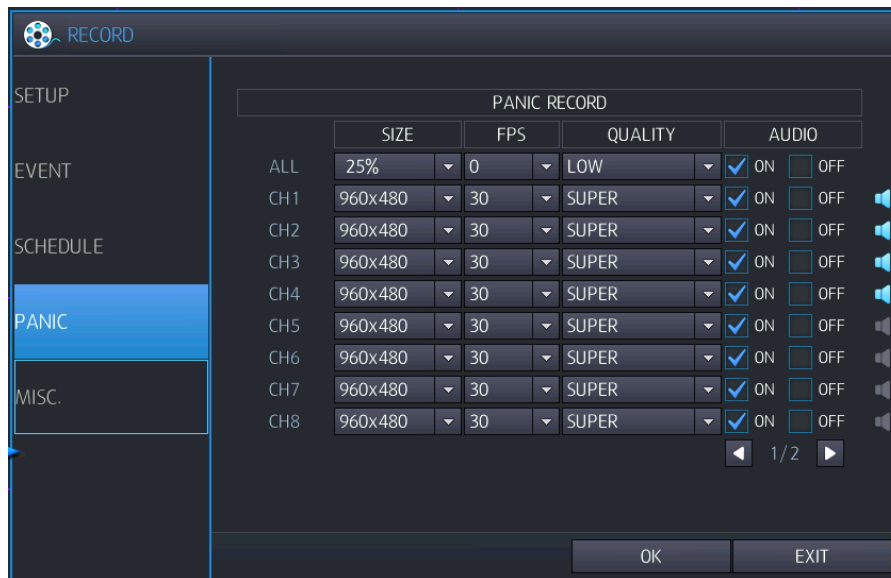 RECORD
SETUP
EVENT
SCHEDULE
PANIC
MISC.
PANIC RECORD
SIZE FPS QUALITY AUDIO
ALL 25% 0 LOW ON OFF
CH1 960x480 30 SUPER ON OFF
CH2 960x480 30 SUPER ON OFF
CH3 960x480 30 SUPER ON OFF
CH4 960x480 30 SUPER ON OFF
CH5 960x480 30 SUPER ON OFF
CH6 960x480 30 SUPER ON OFF
CH7 960x480 30 SUPER ON OFF
CH8 960x480 30 SUPER ON OFF
1/2
OK EXIT